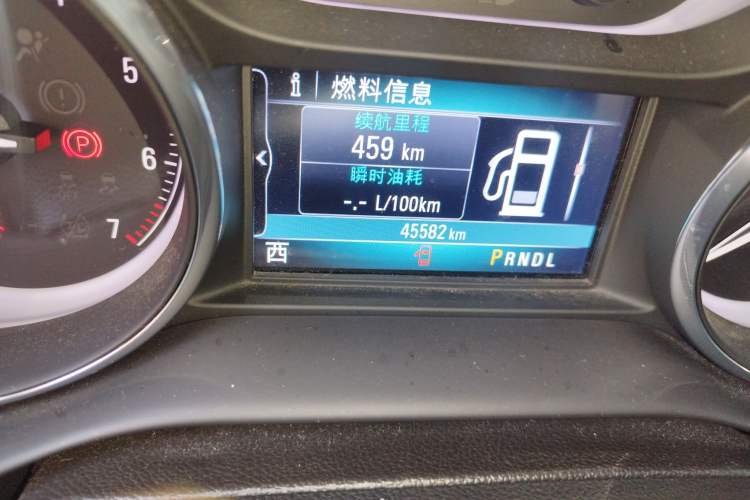 5
6
7
P
i 燃料信息
续航里程
459 km
瞬时油耗
-.- L/100km
45582 km
西
PRNDL